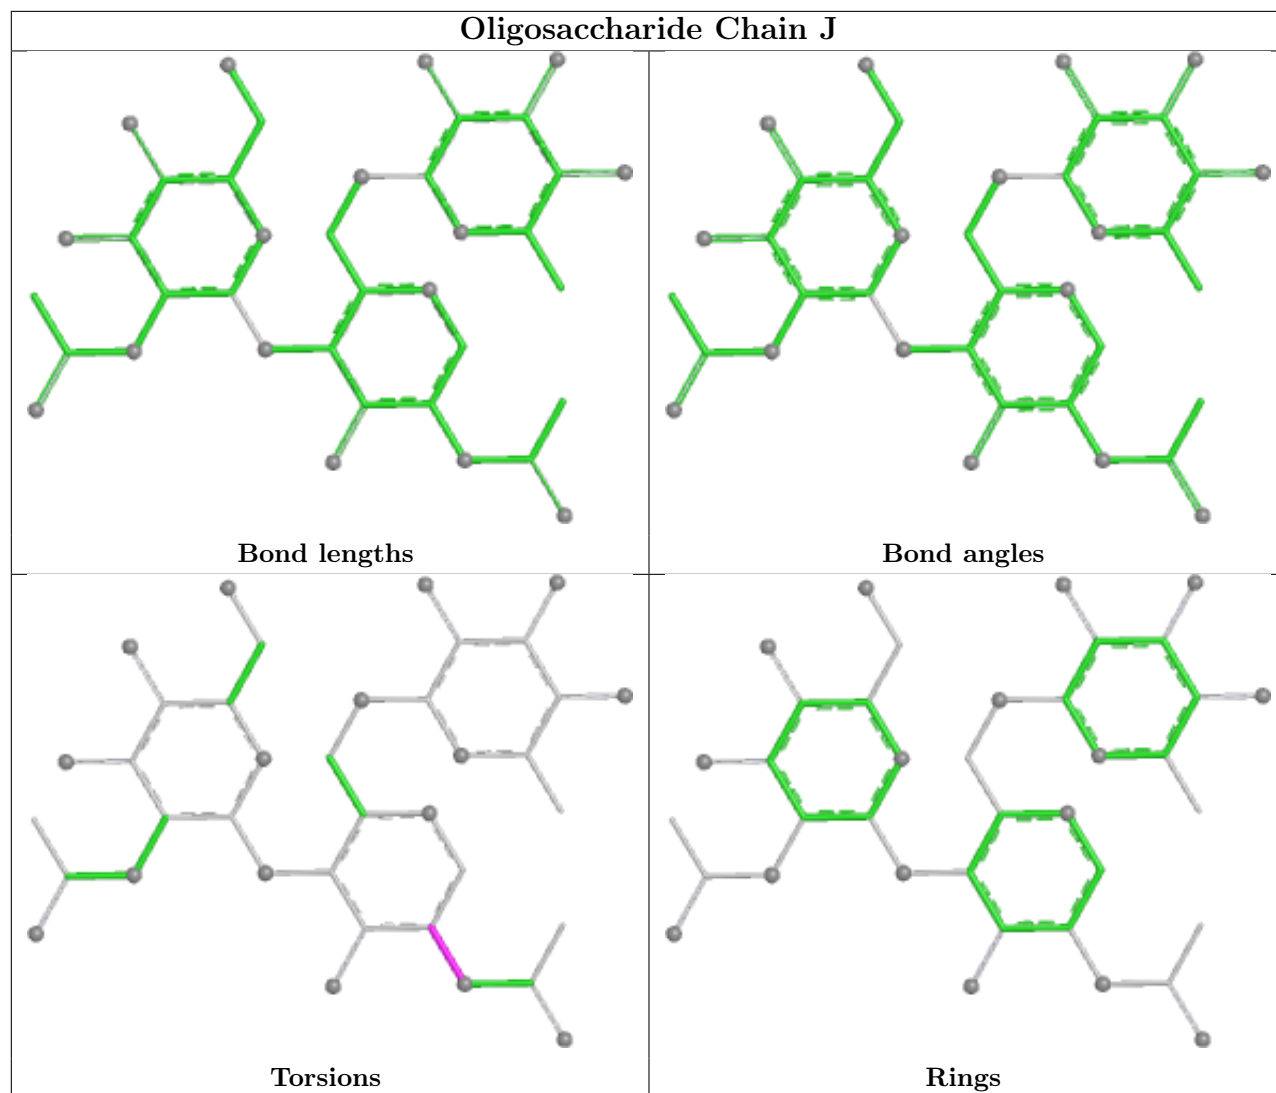 Oligosaccharide Chain J
Bond lengths
Bond angles
Torsions
Rings